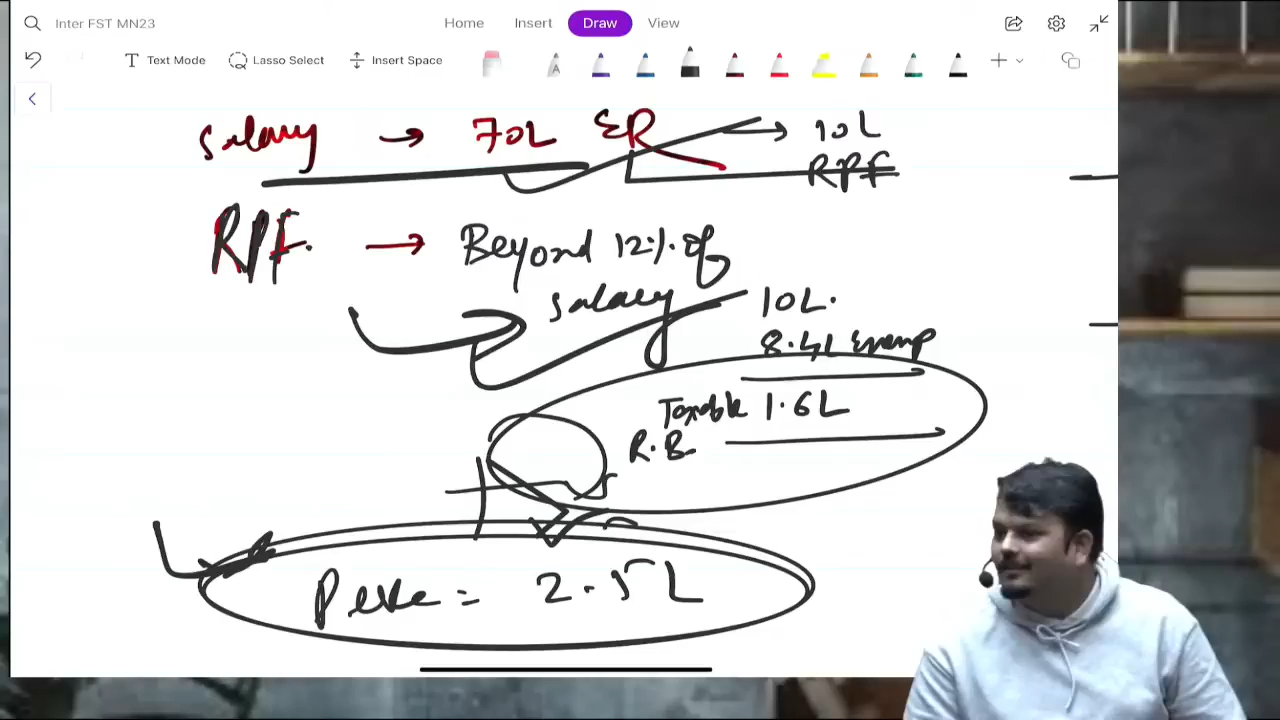 Inter FST MN23
Home Insert Draw View
Text Mode Lasso Select Insert Space
Salary → 70L ER → 10L
RPF
RPF. → Beyond 12% of
Salary
10L.
8.4L Exemp
Taxable 1.6L
R.B
= 2.5L